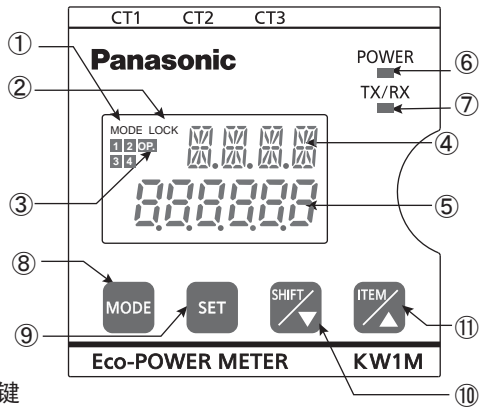 CT1 CT2 CT3
① Panasonic POWER ⑥
② TX/RX ⑦
MODE LOCK
1 2 OP. ④
3 4
③ ⑤
⑧ MODE SET SHIFT ITEM
⑨ ⑪
Eco-POWER METER KW1M
键 ⑩